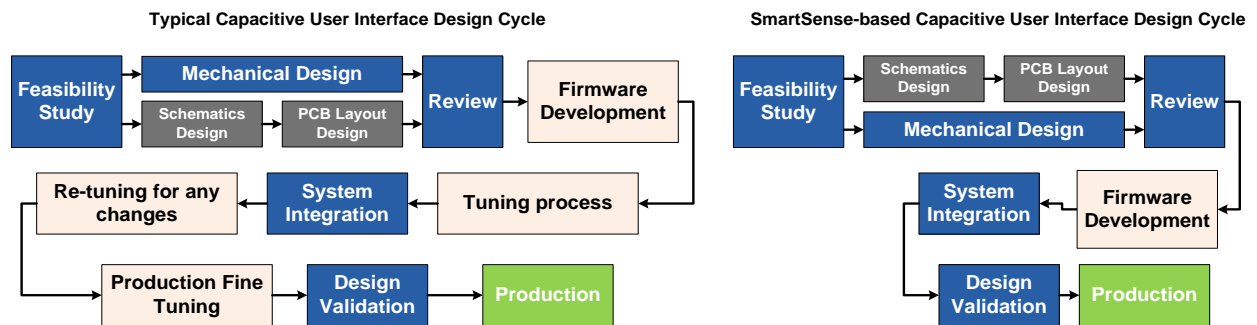 Typical Capacitive User Interface Design Cycle
Feasibility
Study
Mechanical Design
Schematics
Design
PCB Layout
Design
Review
Firmware
Development
Re-tuning for any
changes
System
Integration
Tuning process
Production Fine
Tuning
Design
Validation
Production
SmartSense-based Capacitive User Interface Design Cycle
Feasibility
Study
Schematics
Design
PCB Layout
Design
Mechanical Design
Review
System
Integration
Firmware
Development
Design
Validation
Production